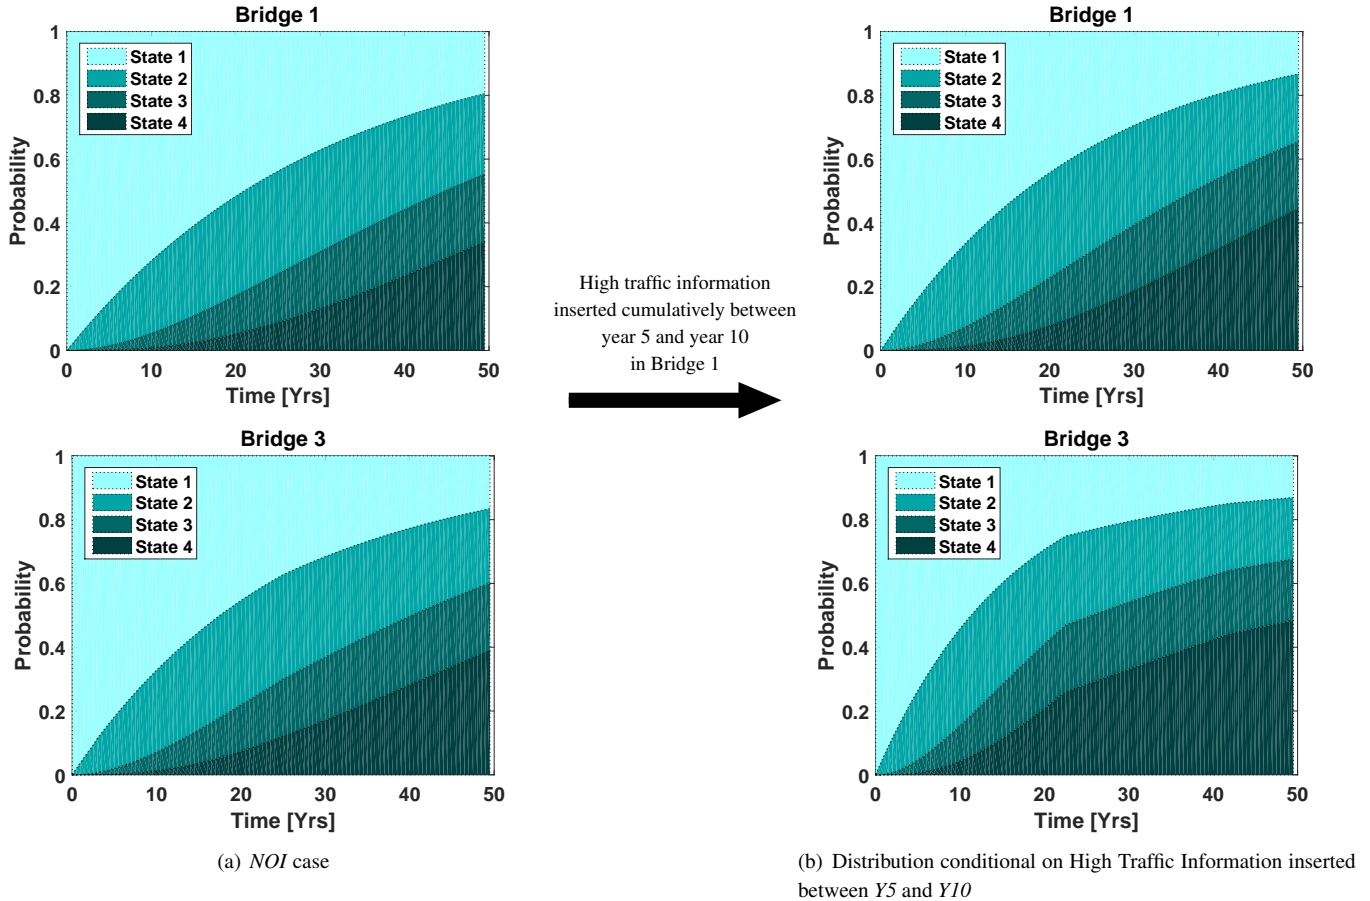 Bridge 1
1
0.8
0.6
0.4
0.2
0
Probability
State 1
State 2
State 3
State 4
0 10 20 30 40 50
Time [Yrs]
High traffic information
inserted cumulatively between
year 5 and year 10
in Bridge 1
Bridge 1
1
0.8
0.6
0.4
0.2
0
Probability
State 1
State 2
State 3
State 4
0 10 20 30 40 50
Time [Yrs]
Bridge 3
1
0.8
0.6
0.4
0.2
0
Probability
State 1
State 2
State 3
State 4
0 10 20 30 40 50
Time [Yrs]
(a) NOI case
Bridge 3
1
0.8
0.6
0.4
0.2
0
Probability
State 1
State 2
State 3
State 4
0 10 20 30 40 50
Time [Yrs]
(b) Distribution conditional on High Traffic Information inserted
between Y5 and Y10